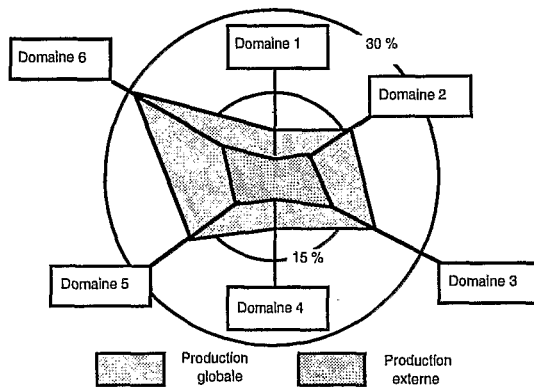 Domaine 1
30 %
Domaine 6
Domaine 2
15 %
Domaine 3
Domaine 5
Domaine 4
Production
globale
Production
externe